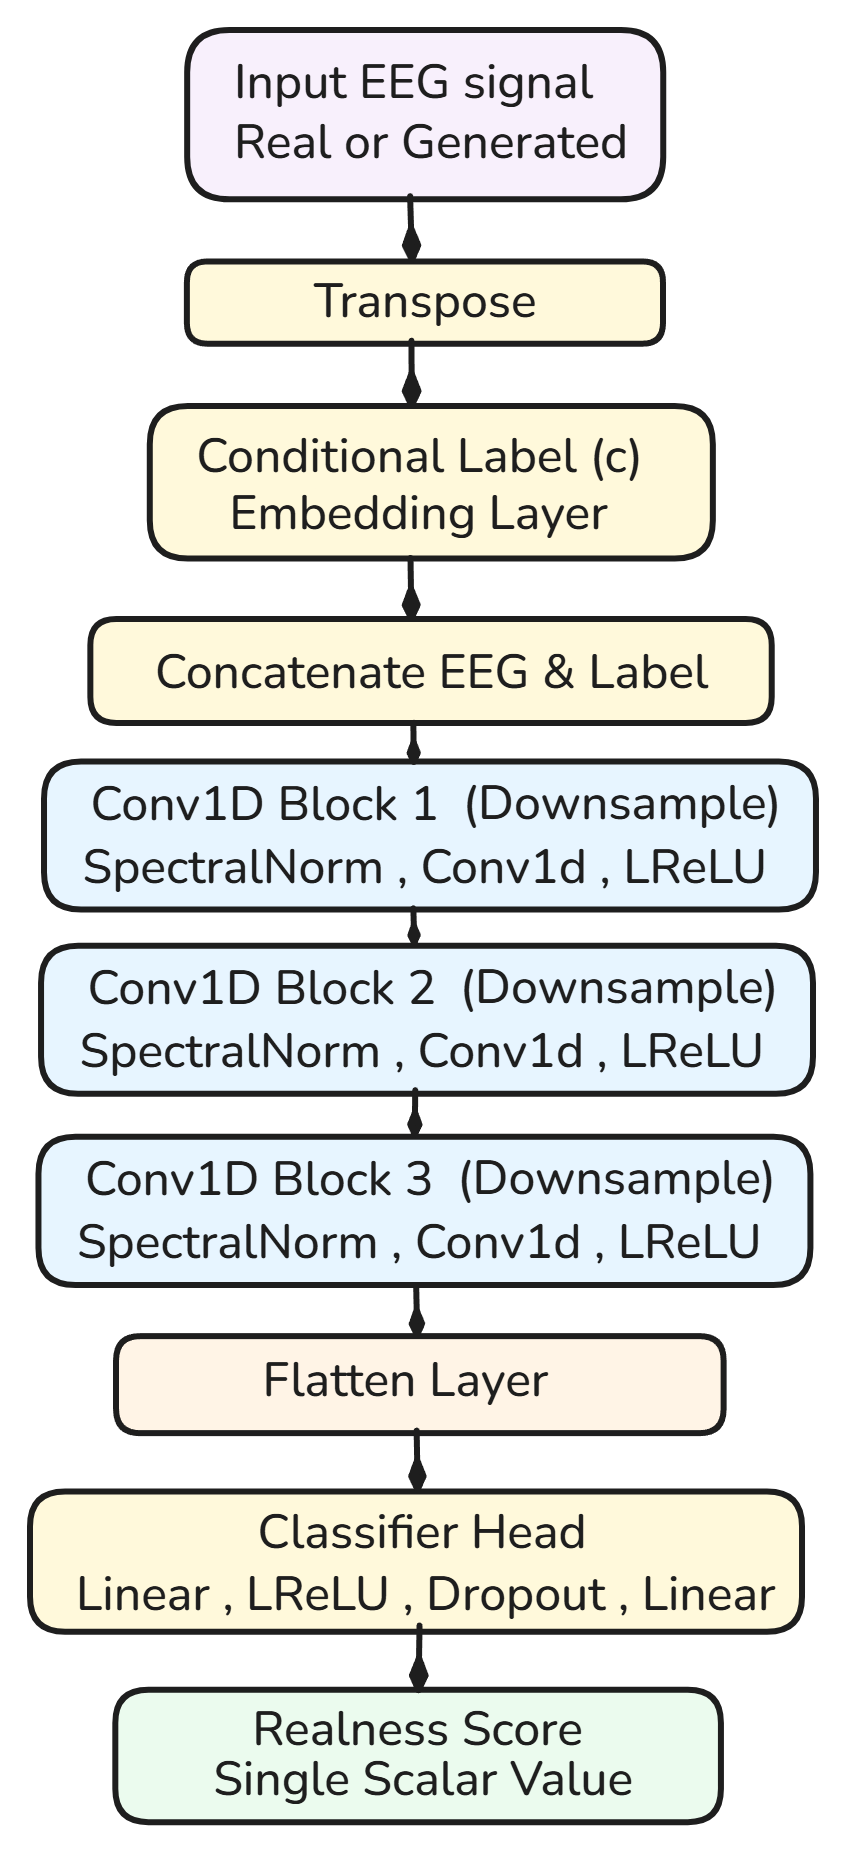 Input EEG signal
Real or Generated
Transpose
Conditional Label (c)
Embedding Layer
Concatenate EEG & Label
Conv1D Block 1 (Downsample)
SpectralNorm , Conv1d , LReLU
Conv1D Block 2 (Downsample)
SpectralNorm , Conv1d , LReLU
Conv1D Block 3 (Downsample)
SpectralNorm , Conv1d , LReLU
Flatten Layer
Classifier Head
Linear , LReLU , Dropout , Linear
Realness Score
Single Scalar Value